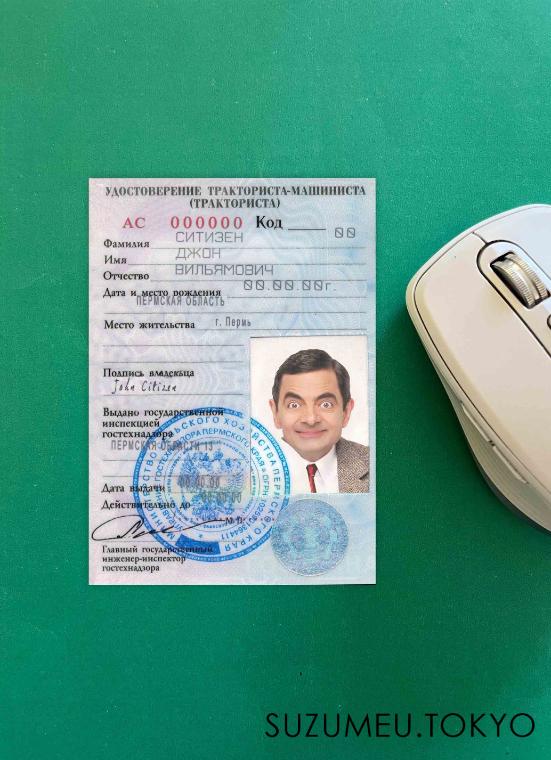 УДОСТОВЕРЕНИЕ ТРАКТОРИСТА-МАШИНИСТА
(ТРАКТОРИСТА)
АС 000000 Код ____ 00
Фамилия СИТИЗЕН
Имя ДЖОН
Отчество ВИЛЬЯМОВИЧ
Дата и место рождения 00.00.00г.
ПЕРМСКАЯ ОБЛАСТЬ
Место жительства г. Пермь
Подпись владельца
John Citizen
Выдано государственной
инспекцией
гостехнадзора
ПЕРМСКАЯ ОБЛАСТИ 13
Дата выдачи 00.00.00
Действительно до 00.00.00
М.П.
Главный государственный
инженер-инспектор
гостехнадзора
SUZUMEU.TOKYO